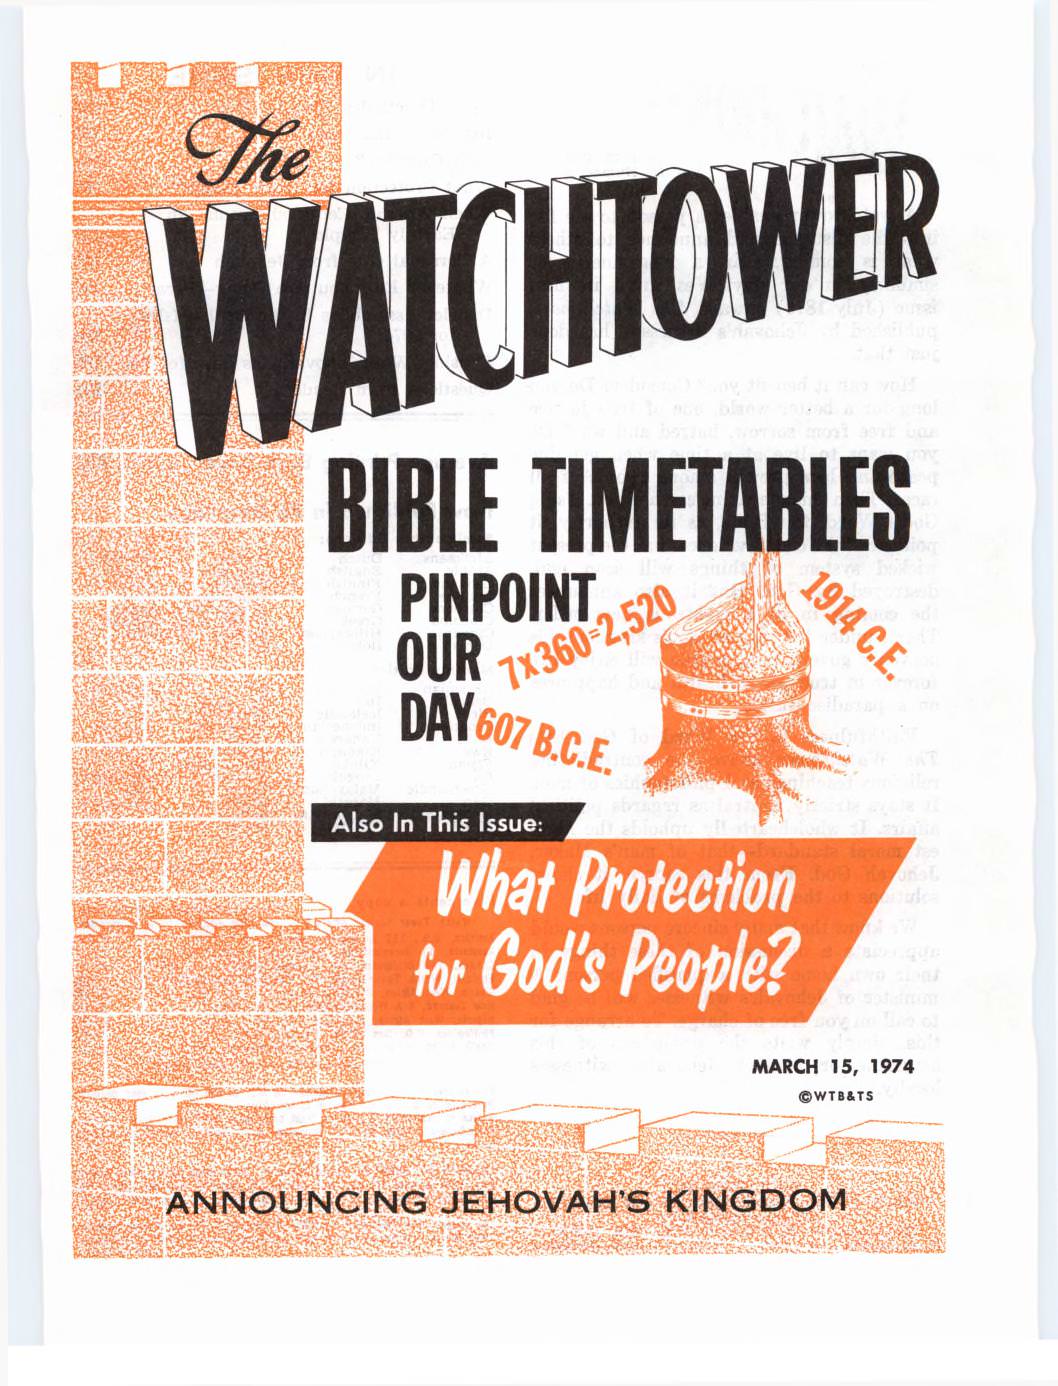 The
WATCHTOWER
BIBLE TIMETABLES
PINPOINT
OUR
DAY
7x360=2,520
1914 C.E.
607 B.C.E.
Also In This Issue:
What Protection
for God's People?
MARCH 15, 1974
©WTB&TS
ANNOUNCING JEHOVAH'S KINGDOM